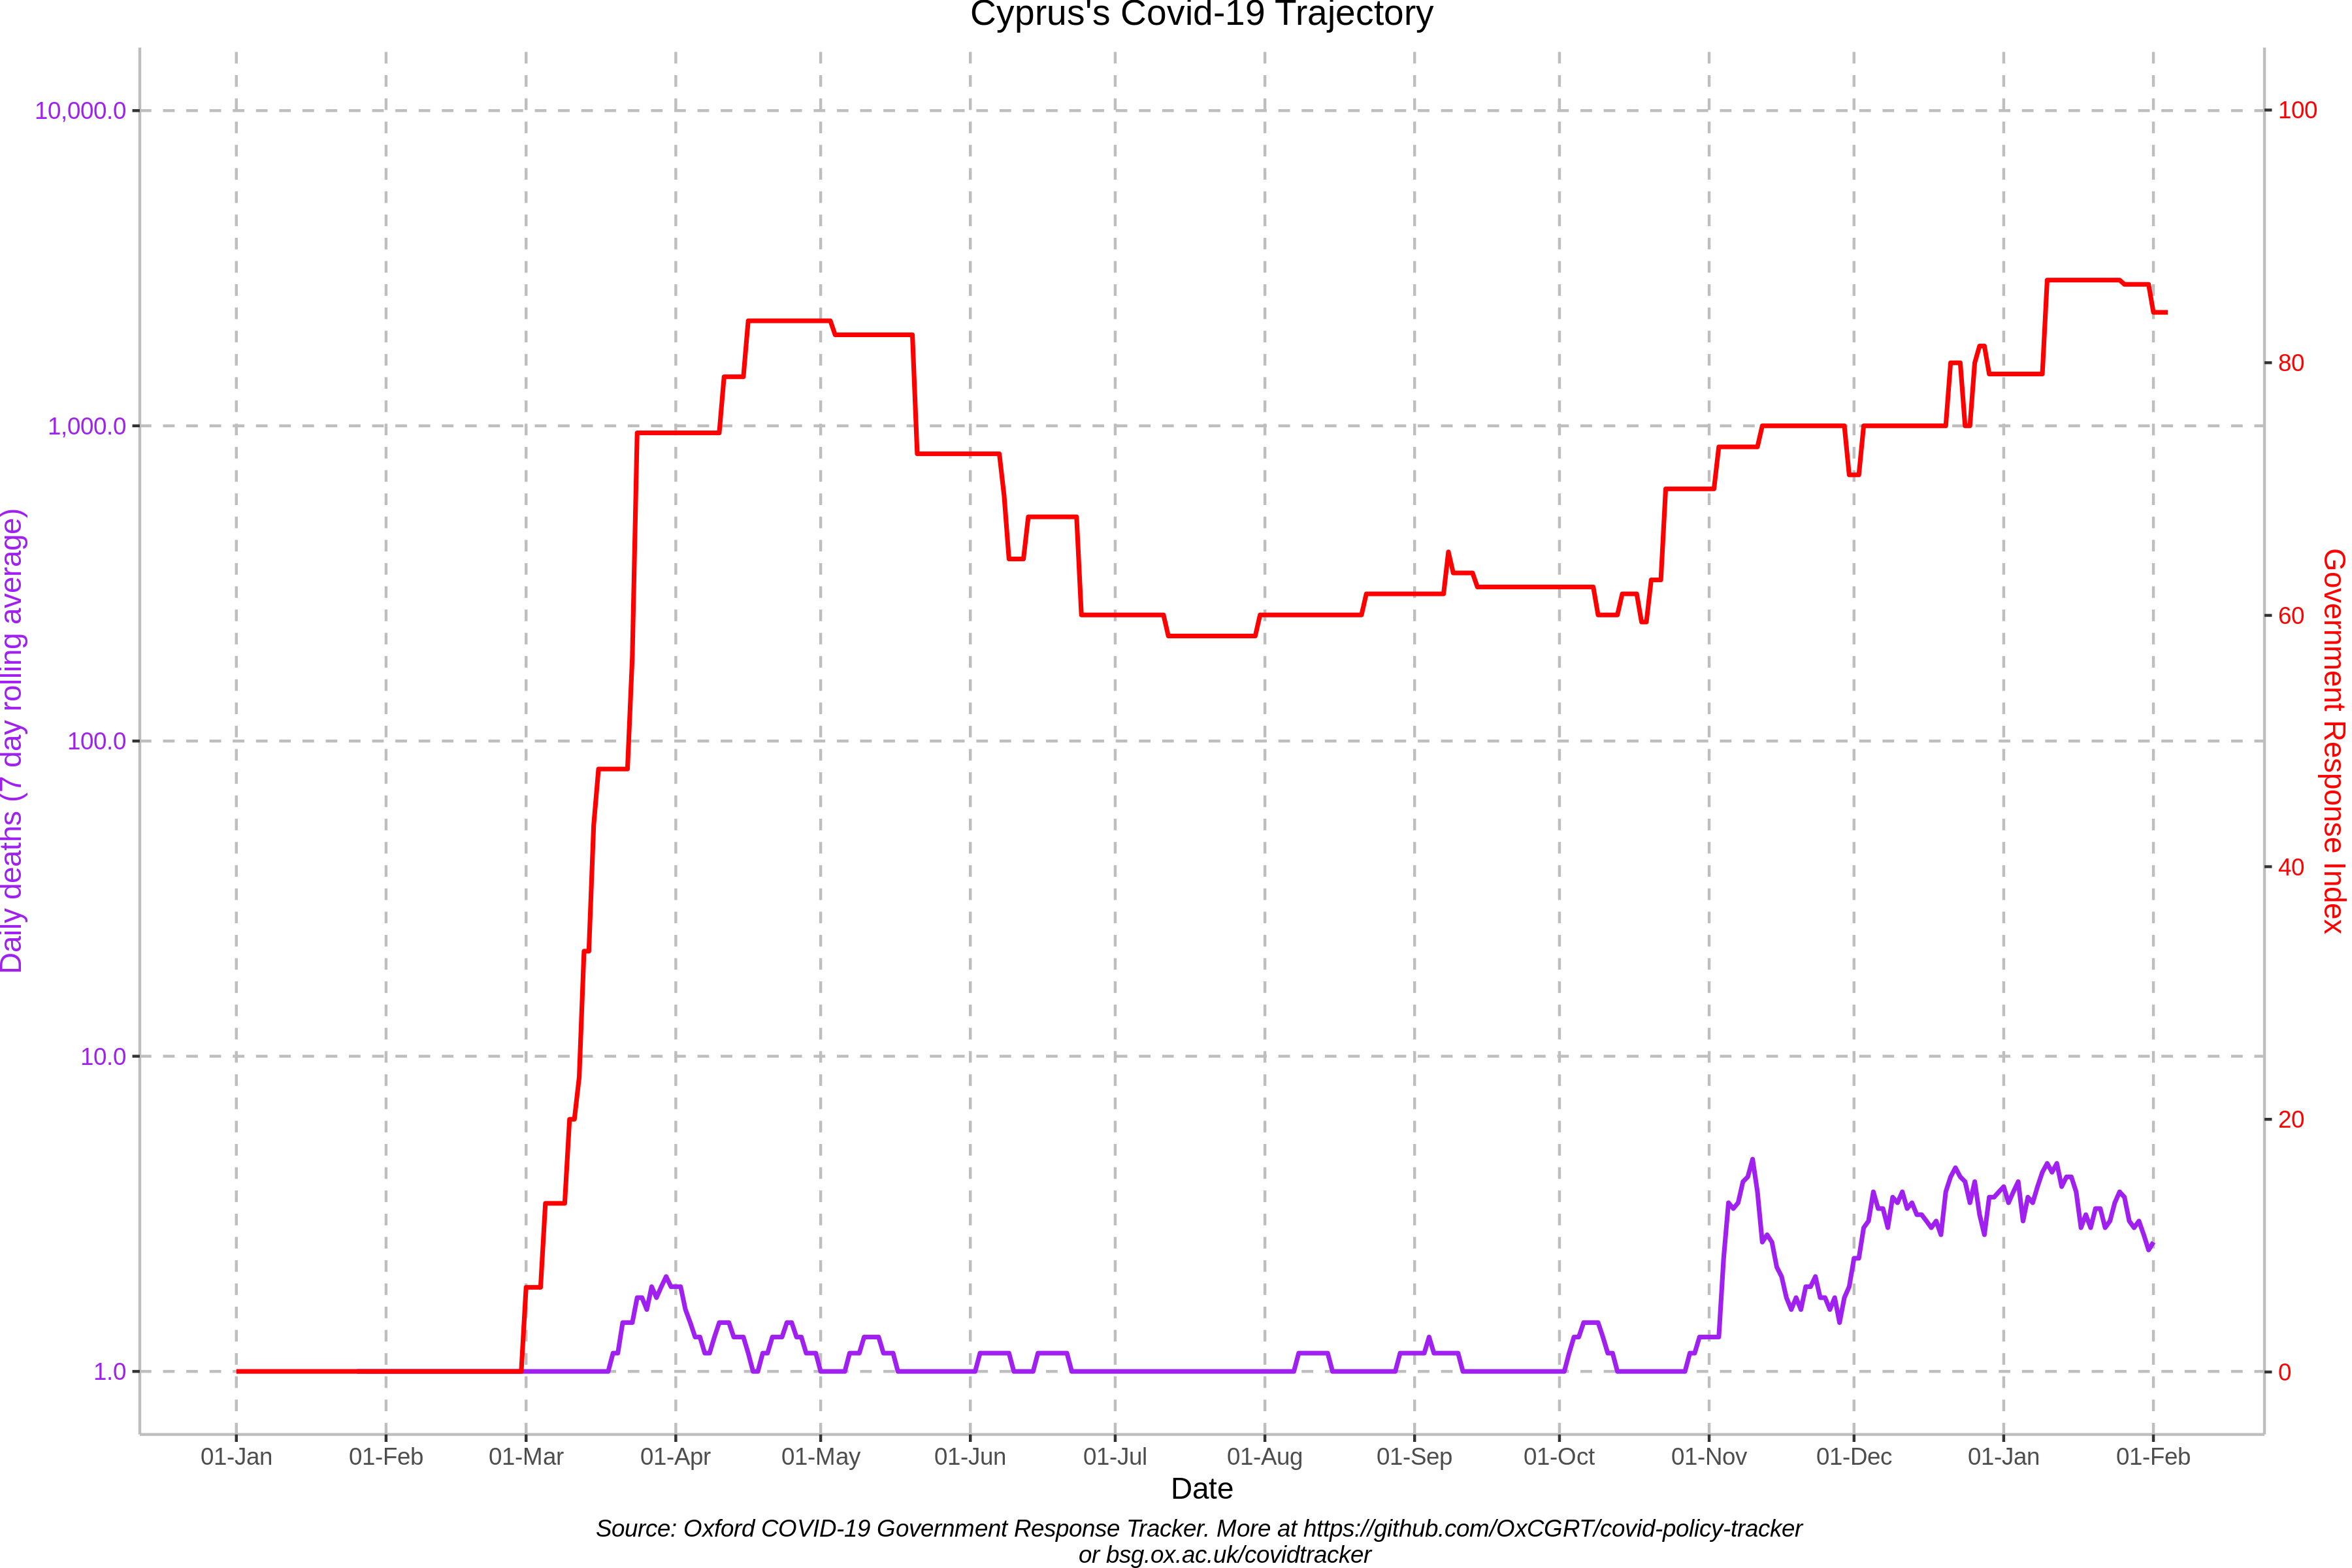 Cyprus's Covid-19 Trajectory
10,000.0
1,000.0
100.0
10.0
1.0
Daily deaths (7 day rolling average)
100
80
60
40
20
0
Government Response Index
01-Jan
01-Feb
01-Mar
01-Apr
01-May
01-Jun
01-Jul
01-Aug
01-Sep
01-Oct
01-Nov
01-Dec
01-Jan
01-Feb
Date
Source: Oxford COVID-19 Government Response Tracker. More at https://github.com/OxCGRT/covid-policy-tracker
or bsg.ox.ac.uk/covidtracker